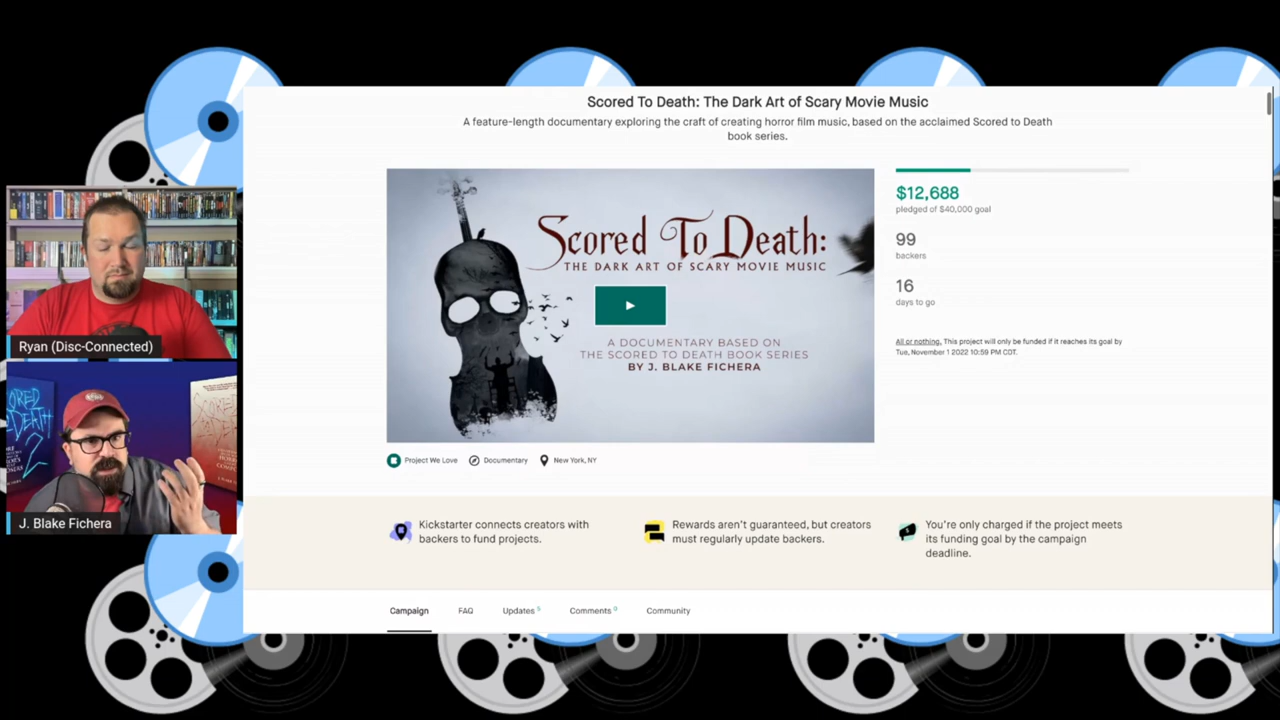 Scored To Death: The Dark Art of Scary Movie Music
A feature-length documentary exploring the craft of creating horror film music, based on the acclaimed Scored to Death
book series.
Scored To Death:
THE DARK ART OF SCARY MOVIE MUSIC
A DOCUMENTARY BASED ON
THE SCORED TO DEATH BOOK SERIES
BY J. BLAKE FICHERA
$12,688
pledged of $40,000 goal
99
backers
16
days to go
All or nothing. This project will only be funded if it reaches its goal by
Tue, November 1 2022 10:59 PM CDT.
Ryan (Disc-Connected)
J. Blake Fichera
Project We Love
Documentary
New York, NY
Kickstarter connects creators with
backers to fund projects.
Rewards aren't guaranteed, but creators
must regularly update backers.
You're only charged if the project meets
its funding goal by the campaign
deadline.
Campaign
FAQ
Updates 5
Comments 0
Community